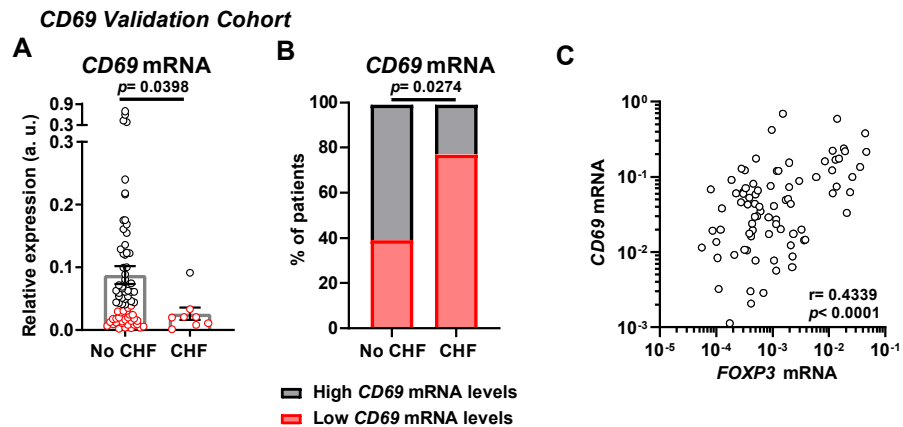 CD69 Validation Cohort
A
CD69 mRNA
p= 0.0398
Relative expression (a. u.)
0.9
0.3
0.3
0.2
0.1
0.0
No CHF CHF
B
CD69 mRNA
p= 0.0274
% of patients
100
80
60
40
20
0
No CHF CHF
High CD69 mRNA levels
Low CD69 mRNA levels
C
CD69 mRNA
10⁰
10⁻¹
10⁻²
10⁻³
r= 0.4339
p< 0.0001
10⁻⁵ 10⁻⁴ 10⁻³ 10⁻² 10⁻¹
FOXP3 mRNA